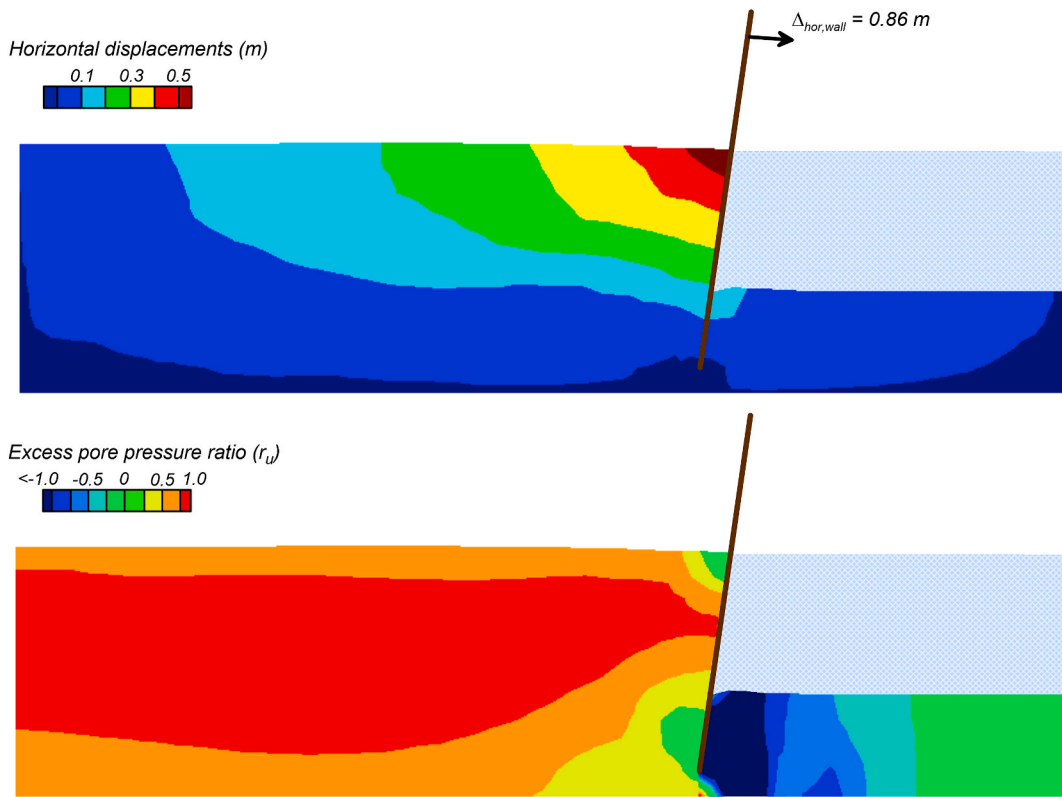 Δhor,wall = 0.86 m
Horizontal displacements (m)
0.1 0.3 0.5
Excess pore pressure ratio (ru)
<-1.0 -0.5 0 0.5 1.0